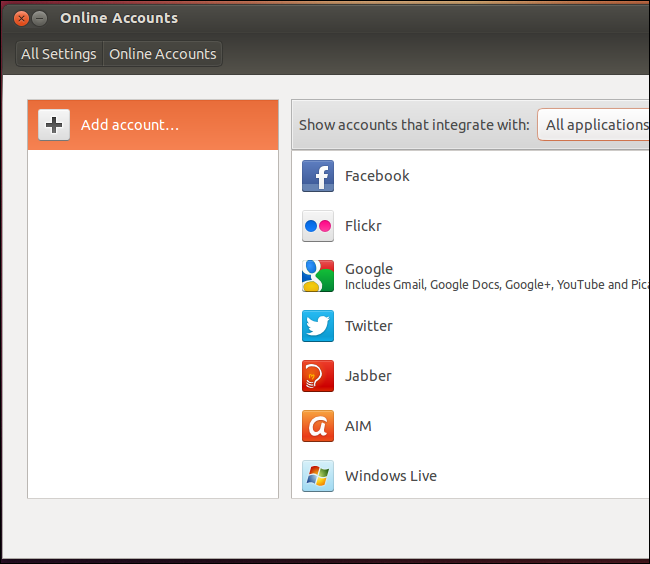 Online Accounts
All Settings
Online Accounts
Add account...
Show accounts that integrate with:
All applications
Facebook
Flickr
Google
Includes Gmail, Google Docs, Google+, YouTube and
Twitter
Jabber
AIM
Windows Live